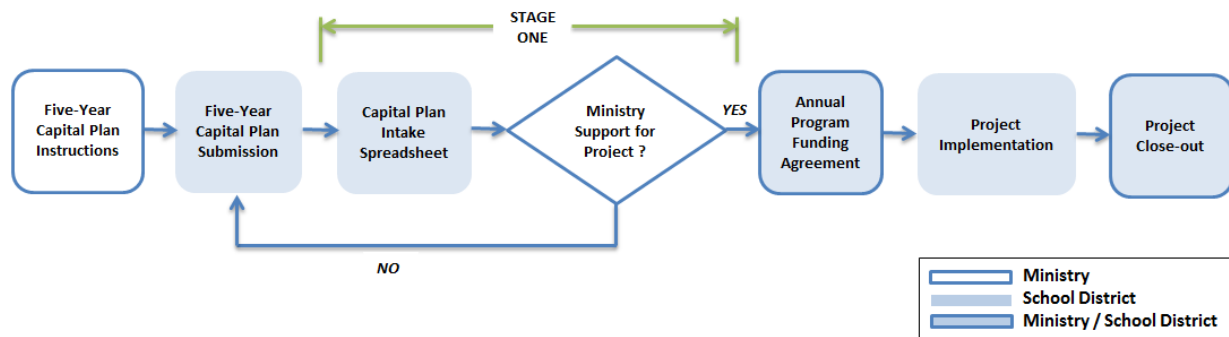 STAGE
ONE
Five-Year
Capital Plan
Instructions
Five-Year
Capital Plan
Submission
Capital Plan
Intake
Spreadsheet
Ministry
Support for
Project ?
YES
Annual
Program
Funding
Agreement
Project
Implementation
Project
Close-out
NO
Ministry
School District
Ministry / School District